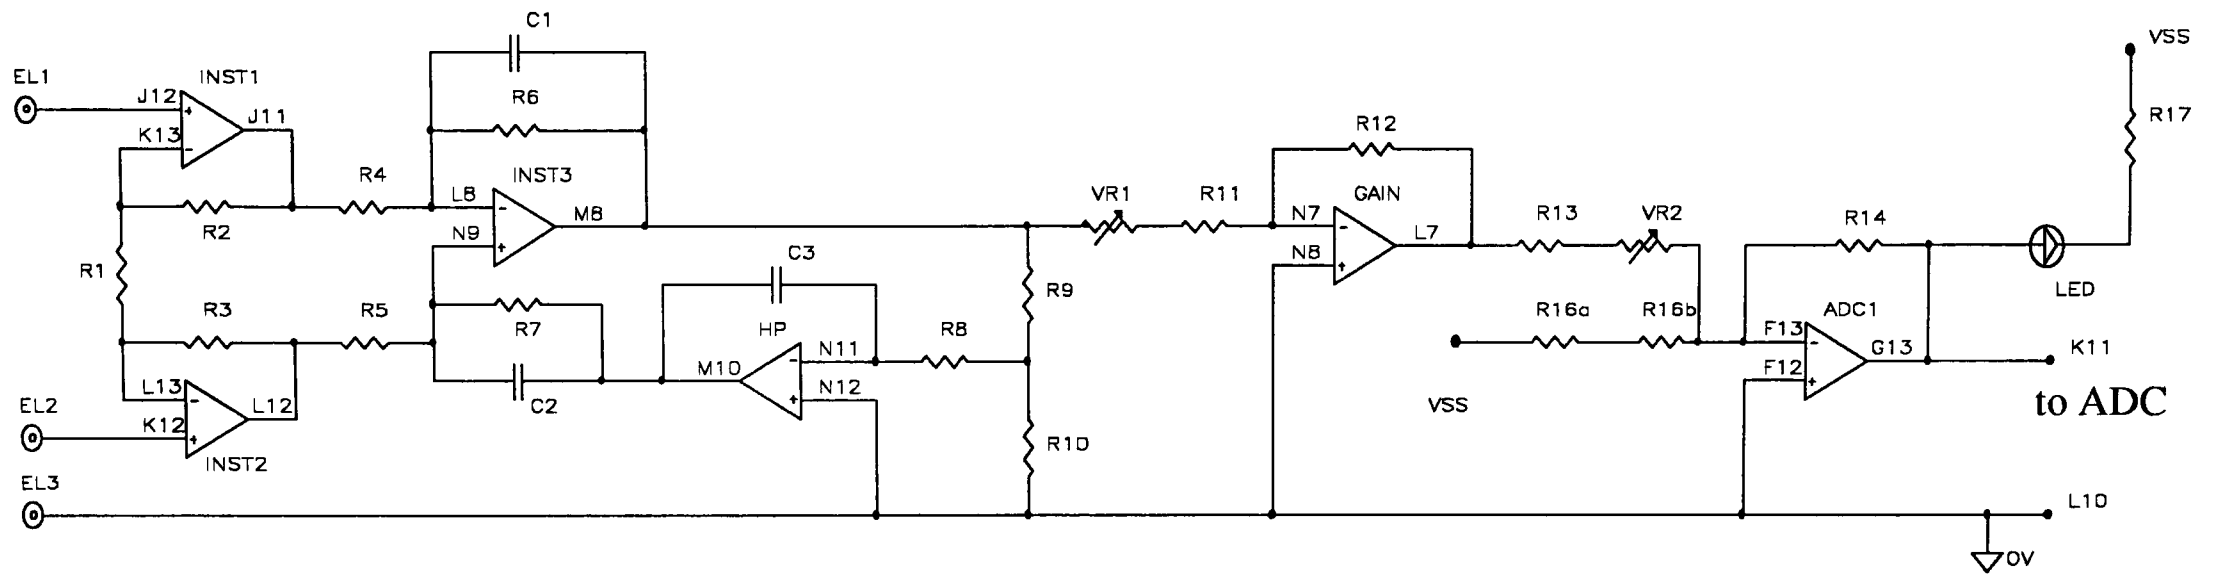 C1
VSS
EL1
INST1
J12
J11
K13
R6
R17
R12
R4
INST3
R2
L8
M8
N9
VR1
R11
GAIN
N7
N8
L7
R13
VR2
R14
R1
C3
R9
LED
R3
R5
R7
HP
R8
R16a
R16b
ADC1
F13
F12
G13
K11
N11
M10
N12
L13
L12
K12
EL2
C2
VSS
to ADC
R10
INST2
EL3
L10
0V